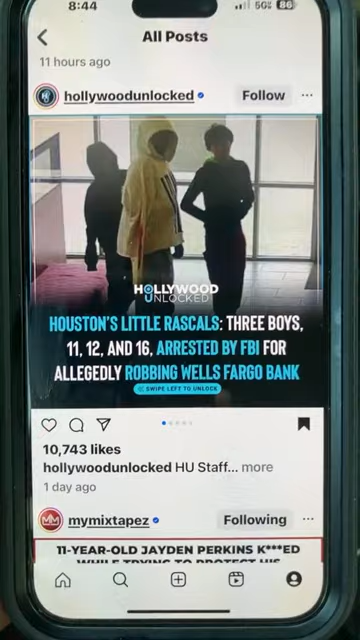 8:44
5G 86
All Posts
11 hours ago
hollywoodunlocked
Follow
HOLLYWOOD
UNLOCKED
HOUSTON'S LITTLE RASCALS: THREE BOYS,
11, 12, AND 16, ARRESTED BY FBI FOR
ALLEGEDLY ROBBING WELLS FARGO BANK
SWIPE LEFT TO UNLOCK
10,743 likes
hollywoodunlocked HU Staff... more
1 day ago
mymixtapez
Following
11-YEAR-OLD JAYDEN PERKINS K***ED
WHILE TRYING TO PROTECT HIS